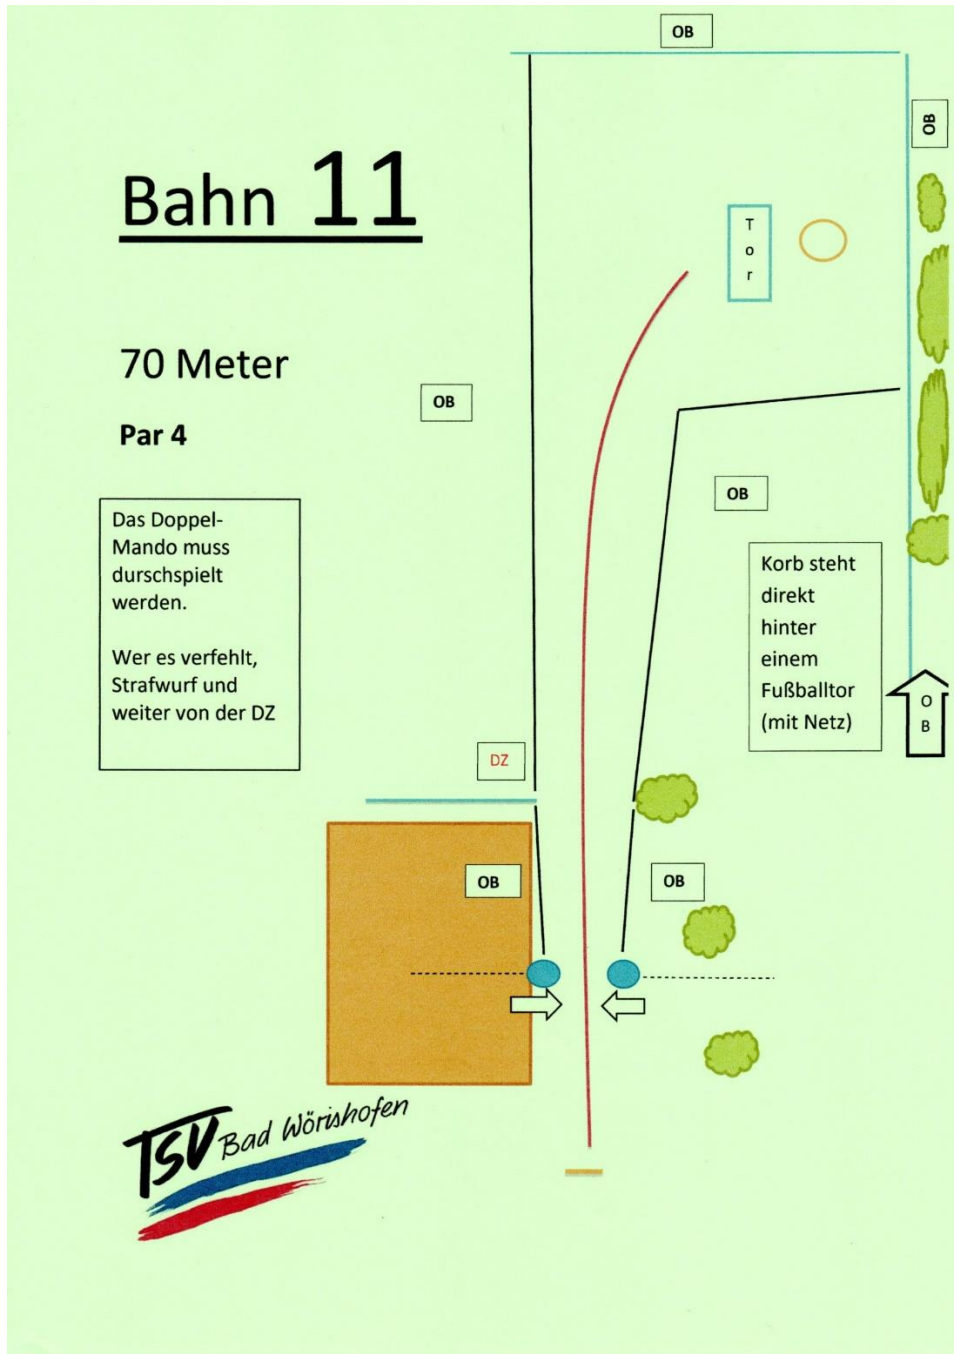 OB
OB
Bahn 11
T
o
r
70 Meter
OB
Par 4
OB
Das Doppel-
Mando muss
durschspielt
werden.
Wer es verfehlt,
Strafwurf und
weiter von der DZ
Korb steht
direkt
hinter
einem
Fußballtor
(mit Netz)
O
B
DZ
OB
OB
TSV Bad Wörishofen